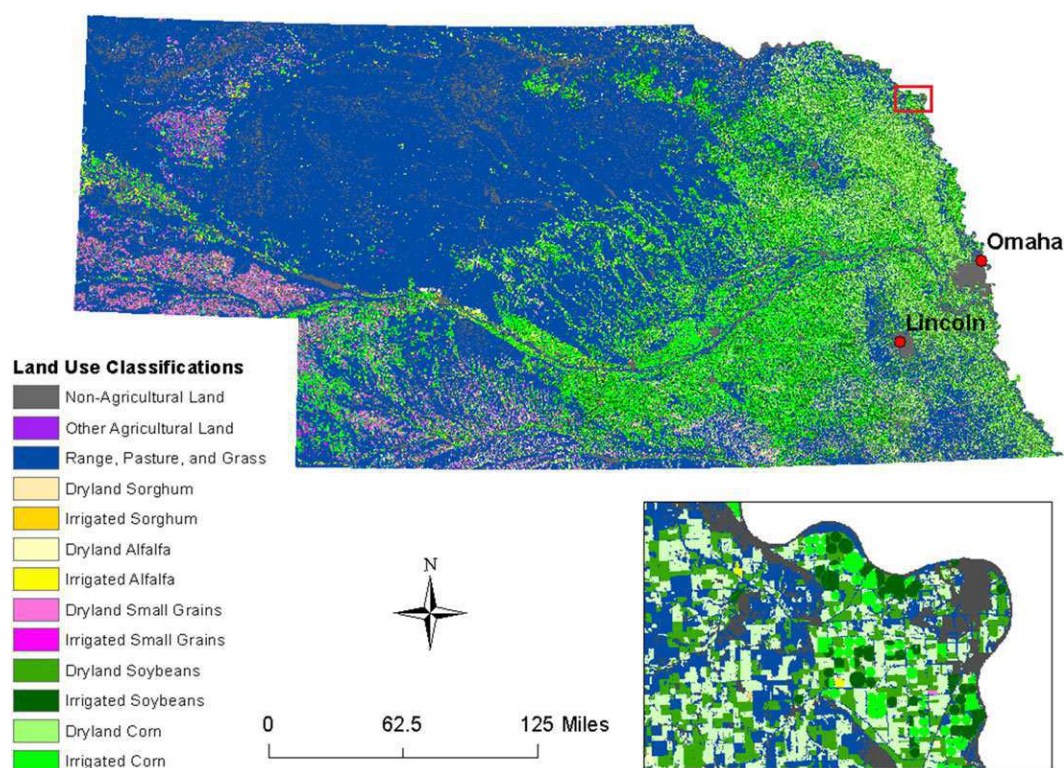 Omaha
Lincoln
Land Use Classifications
Non-Agricultural Land
Other Agricultural Land
Range, Pasture, and Grass
Dryland Sorghum
Irrigated Sorghum
Dryland Alfalfa
Irrigated Alfalfa
Dryland Small Grains
Irrigated Small Grains
Dryland Soybeans
Irrigated Soybeans
Dryland Corn
Irrigated Corn
N
0 62.5 125 Miles